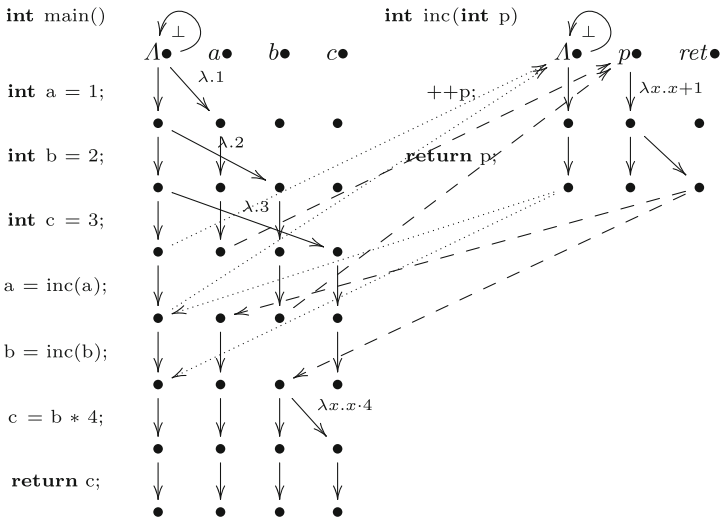 int main()
int inc(int p)
⊥
⊥
Λ a b c
Λ p ret
λ.1
int a = 1;
++p;
λx.x+1
λ.2
int b = 2;
return p;
λ.3
int c = 3;
a = inc(a);
b = inc(b);
c = b * 4;
λx.x·4
return c;